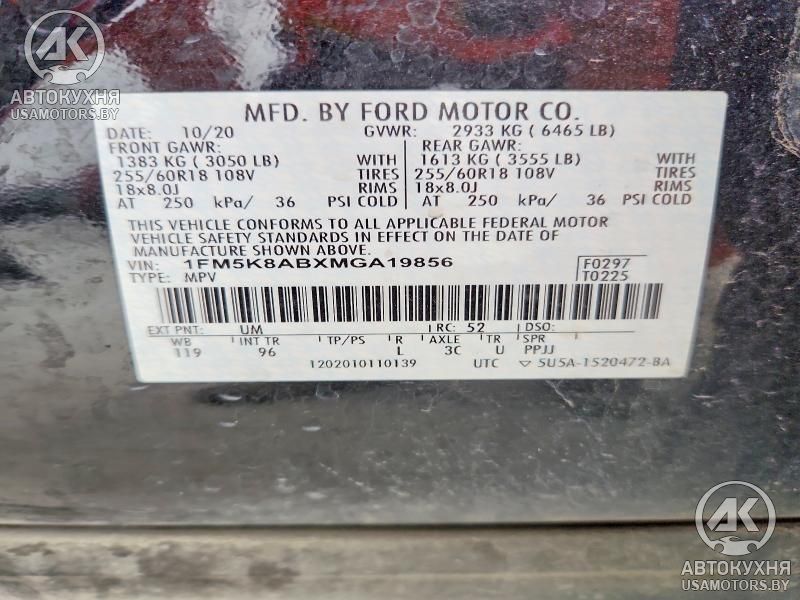 AK
АВТОКУХНЯ
USAMOTORS.BY
MFD. BY FORD MOTOR CO.
DATE: 10/20 GVWR: 2933 KG ( 6465 LB)
FRONT GAWR: REAR GAWR:
1383 KG ( 3050 LB) WITH 1613 KG ( 3555 LB) WITH
255/60R18 108V TIRES 255/60R18 108V TIRES
18x8.0J RIMS 18x8.0J RIMS
AT 250 kPa/ 36 PSI COLD AT 250 kPa/ 36 PSI COLD
THIS VEHICLE CONFORMS TO ALL APPLICABLE FEDERAL MOTOR
VEHICLE SAFETY STANDARDS IN EFFECT ON THE DATE OF
MANUFACTURE SHOWN ABOVE.
VIN: 1FM5K8ABXMGA19856 F0297
TYPE: MPV T0225
EXT PNT: UM RC: 52 DSO:
WB INT TR TP/PS R AXLE TR SPR
119 96 L 3C U PPJJ
1202010110139 UTC ▽ 5U5A-1520472-BA
AK
АВТОКУХНЯ
USAMOTORS.BY